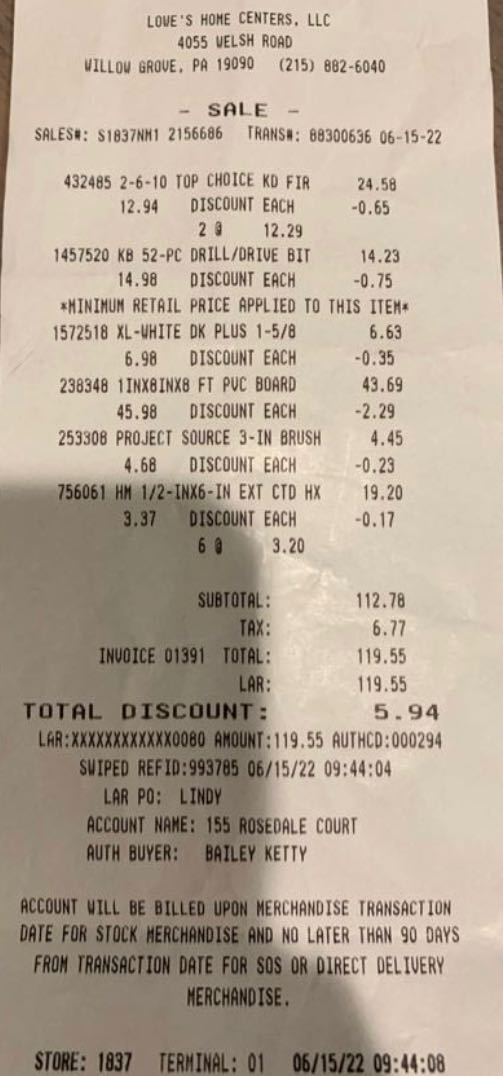 LOWE'S HOME CENTERS, LLC
4055 WELSH ROAD
WILLOW GROVE, PA 19090 (215) 882-6040
- SALE -
SALES#: S1837NM1 2156686 TRANS#: 88300636 06-15-22
432485 2-6-10 TOP CHOICE KD FIR 24.58
12.94 DISCOUNT EACH -0.65
2 @ 12.29
1457520 KB 52-PC DRILL/DRIVE BIT 14.23
14.98 DISCOUNT EACH -0.75
*MINIMUM RETAIL PRICE APPLIED TO THIS ITEM*
1572518 XL-WHITE DK PLUS 1-5/8 6.63
6.98 DISCOUNT EACH -0.35
238348 1INX8INX8 FT PVC BOARD 43.69
45.98 DISCOUNT EACH -2.29
253308 PROJECT SOURCE 3-IN BRUSH 4.45
4.68 DISCOUNT EACH -0.23
756061 HM 1/2-INX6-IN EXT CTD HX 19.20
3.37 DISCOUNT EACH -0.17
6 @ 3.20
SUBTOTAL: 112.78
TAX: 6.77
INVOICE 01391 TOTAL: 119.55
LAR: 119.55
TOTAL DISCOUNT: 5.94
LAR:XXXXXXXXXXXX0080 AMOUNT:119.55 AUTHCD:000294
SWIPED REFID:993785 06/15/22 09:44:04
LAR PO: LINDY
ACCOUNT NAME: 155 ROSEDALE COURT
AUTH BUYER: BAILEY KETTY
ACCOUNT WILL BE BILLED UPON MERCHANDISE TRANSACTION
DATE FOR STOCK MERCHANDISE AND NO LATER THAN 90 DAYS
FROM TRANSACTION DATE FOR SOS OR DIRECT DELIVERY
MERCHANDISE.
STORE: 1837 TERMINAL: 01 06/15/22 09:44:08